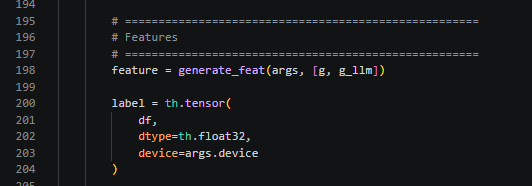 194
195 # ====================================================
196 # Features
197 # ====================================================
198 feature = generate_feat(args, [g, g_llm])
199
200 label = th.tensor(
201 df,
202 dtype=th.float32,
203 device=args.device
204 )
205